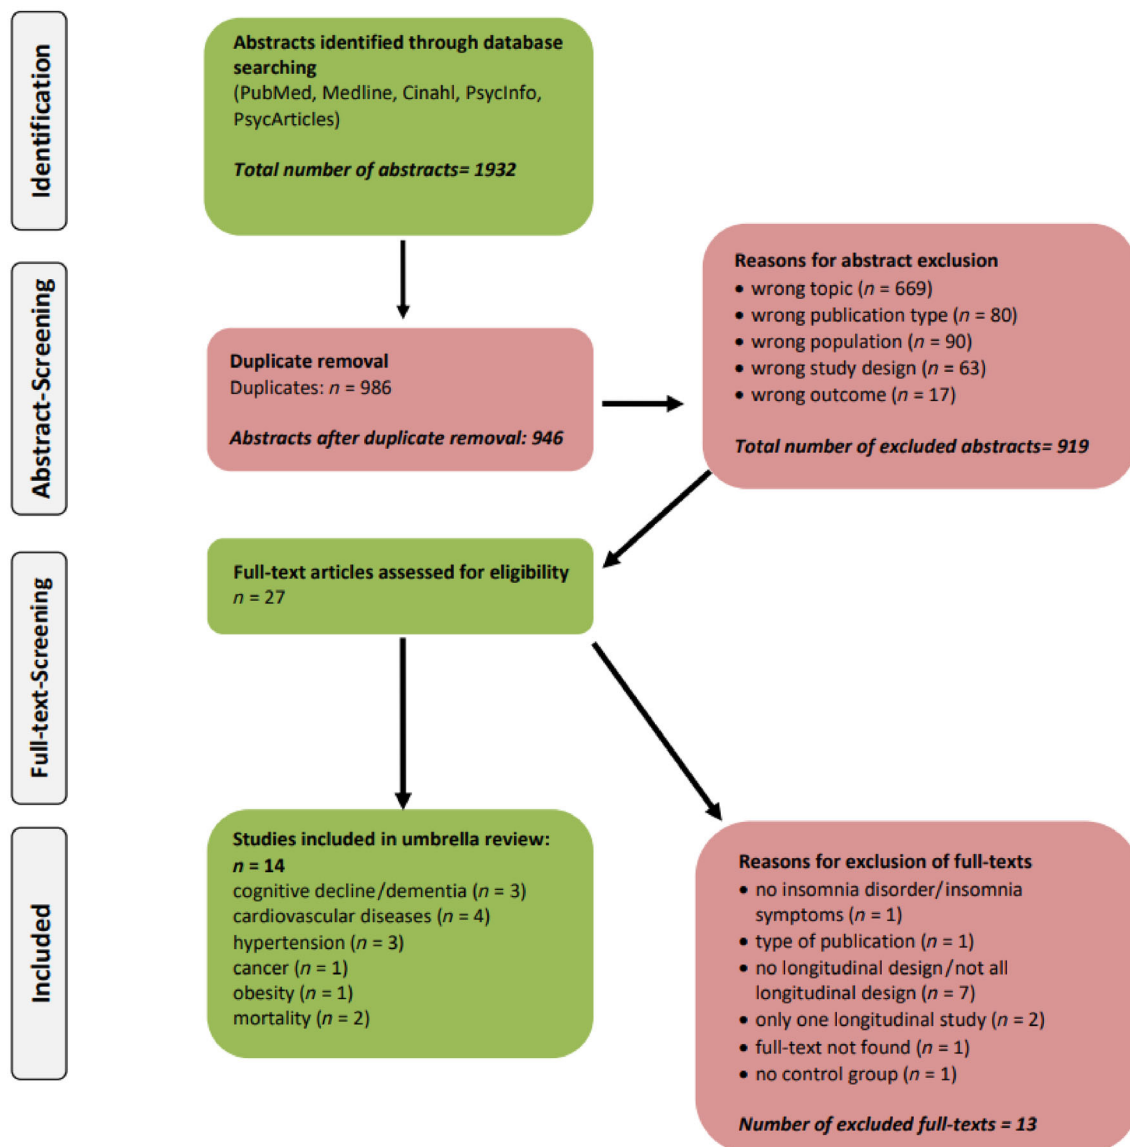 Identification
Abstracts identified through database
searching
(PubMed, Medline, Cinahl, PsycInfo,
PsycArticles)
Total number of abstracts= 1932
Abstract-Screening
Duplicate removal
Duplicates: n = 986
Abstracts after duplicate removal: 946
Reasons for abstract exclusion
• wrong topic (n = 669)
• wrong publication type (n = 80)
• wrong population (n = 90)
• wrong study design (n = 63)
• wrong outcome (n = 17)
Total number of excluded abstracts= 919
Full-text-Screening
Full-text articles assessed for eligibility
n = 27
Included
Studies included in umbrella review:
n = 14
cognitive decline/dementia (n = 3)
cardiovascular diseases (n = 4)
hypertension (n = 3)
cancer (n = 1)
obesity (n = 1)
mortality (n = 2)
Reasons for exclusion of full-texts
• no insomnia disorder/insomnia
symptoms (n = 1)
• type of publication (n = 1)
• no longitudinal design/not all
longitudinal design (n = 7)
• only one longitudinal study (n = 2)
• full-text not found (n = 1)
• no control group (n = 1)
Number of excluded full-texts = 13